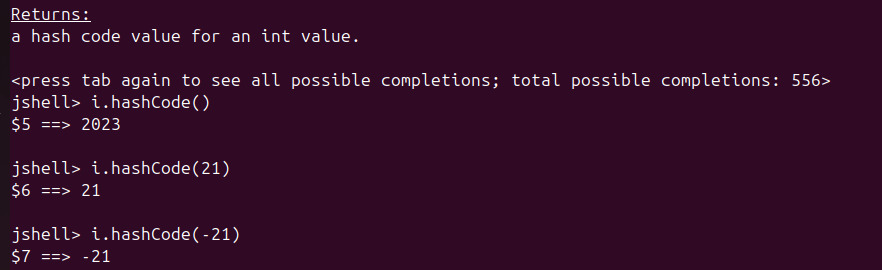 Returns:
a hash code value for an int value.
<press tab again to see all possible completions; total possible completions: 556>
jshell> i.hashCode()
$5 ==> 2023
jshell> i.hashCode(21)
$6 ==> 21
jshell> i.hashCode(-21)
$7 ==> -21